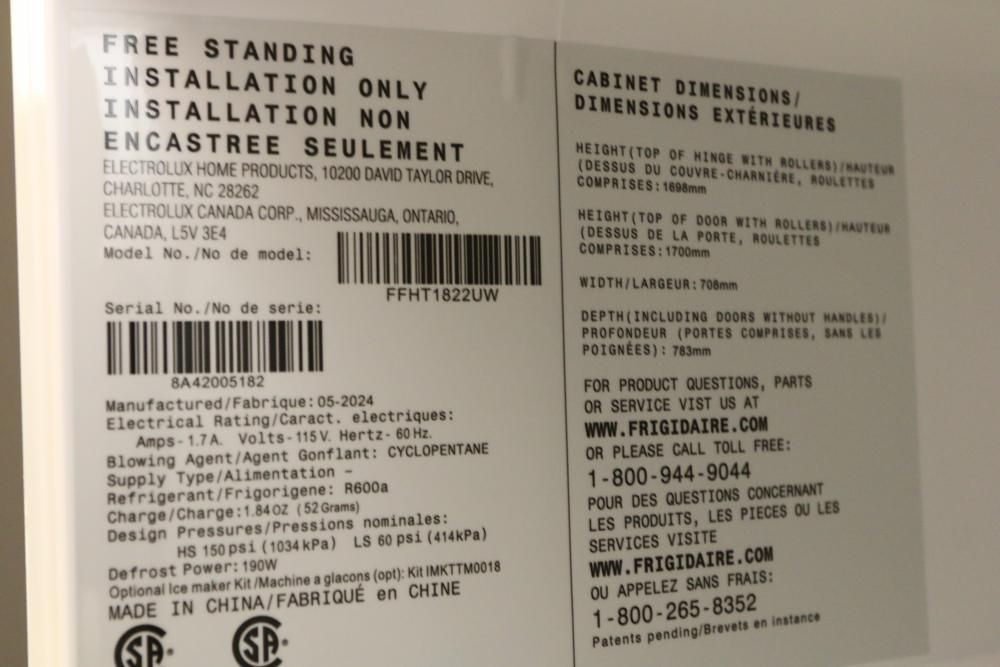 FREE STANDING
INSTALLATION ONLY
INSTALLATION NON
ENCASTREE SEULEMENT
ELECTROLUX HOME PRODUCTS, 10200 DAVID TAYLOR DRIVE,
CHARLOTTE, NC 28262
ELECTROLUX CANADA CORP., MISSISSAUGA, ONTARIO,
CANADA, L5V 3E4
Model No./No de model:
FFHT1822UW
Serial No./No de serie:
8A42005182
Manufactured/Fabrique: 05-2024
Electrical Rating/Caract. electriques:
Amps - 1.7 A. Volts - 115 V. Hertz - 60 Hz.
Blowing Agent/Agent Gonflant: CYCLOPENTANE
Supply Type/Alimentation -
Refrigerant/Frigorigene: R600a
Charge/Charge:1.84 OZ (52 Grams)
Design Pressures/Pressions nominales:
HS 150 psi (1034 kPa) LS 60 psi (414kPa)
Defrost Power: 190W
Optional Ice maker Kit /Machine a glacons (opt): Kit IMKTTM0018
MADE IN CHINA/FABRIQUÉ en CHINE
SA® SA®
CABINET DIMENSIONS/
DIMENSIONS EXTÉRIEURES
HEIGHT(TOP OF HINGE WITH ROLLERS)/HAUTEUR
(DESSUS DU COUVRE-CHARNIÈRE, ROULETTES
COMPRISES:1698mm
HEIGHT(TOP OF DOOR WITH ROLLERS)/HAUTEUR
(DESSUS DE LA PORTE, ROULETTES
COMPRISES:1700mm
WIDTH/LARGEUR:708mm
DEPTH(INCLUDING DOORS WITHOUT HANDLES)/
PROFONDEUR (PORTES COMPRISES, SANS LES
POIGNÉES): 783mm
FOR PRODUCT QUESTIONS, PARTS
OR SERVICE VIST US AT
WWW.FRIGIDAIRE.COM
OR PLEASE CALL TOLL FREE:
1-800-944-9044
POUR DES QUESTIONS CONCERNANT
LES PRODUITS, LES PIECES OU LES
SERVICES VISITE
WWW.FRIGIDAIRE.COM
OU APPELEZ SANS FRAIS:
1-800-265-8352
Patents pending/Brevets en instance